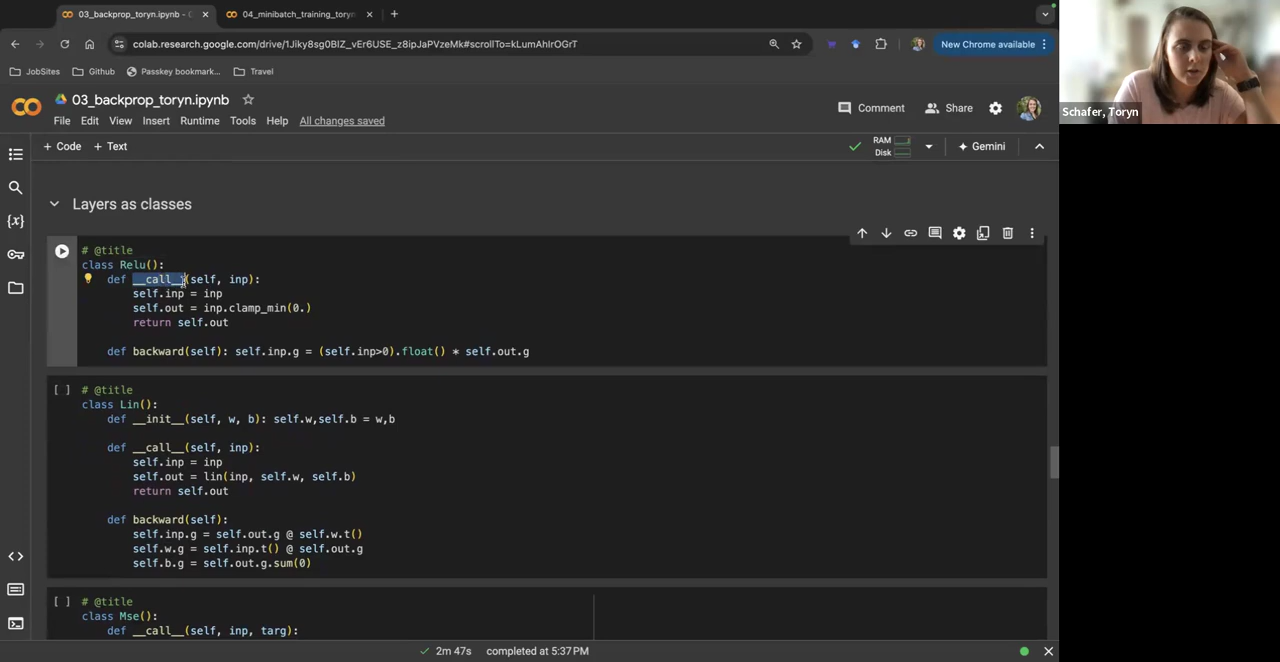 03_backprop_toryn.ipynb - C
04_minibatch_training_toryn
colab.research.google.com/drive/1Jiky8sg0BIZ_vEr6USE_z8ipJaPVzeMk#scrollTo=kLumAhIrOGrT
New Chrome available
JobSites
Github
Passkey bookmark...
Travel
03_backprop_toryn.ipynb
Comment
Share
File Edit View Insert Runtime Tools Help All changes saved
+ Code + Text
RAM
Disk
Gemini
Schafer, Toryn
Layers as classes
# @title
class Relu():
def __call__(self, inp):
self.inp = inp
self.out = inp.clamp_min(0.)
return self.out
def backward(self): self.inp.g = (self.inp>0).float() * self.out.g
[ ] # @title
class Lin():
def __init__(self, w, b): self.w,self.b = w,b
def __call__(self, inp):
self.inp = inp
self.out = lin(inp, self.w, self.b)
return self.out
def backward(self):
self.inp.g = self.out.g @ self.w.t()
self.w.g = self.inp.t() @ self.out.g
self.b.g = self.out.g.sum(0)
[ ] # @title
class Mse():
def __call__(self, inp, targ):
2m 47s completed at 5:37 PM